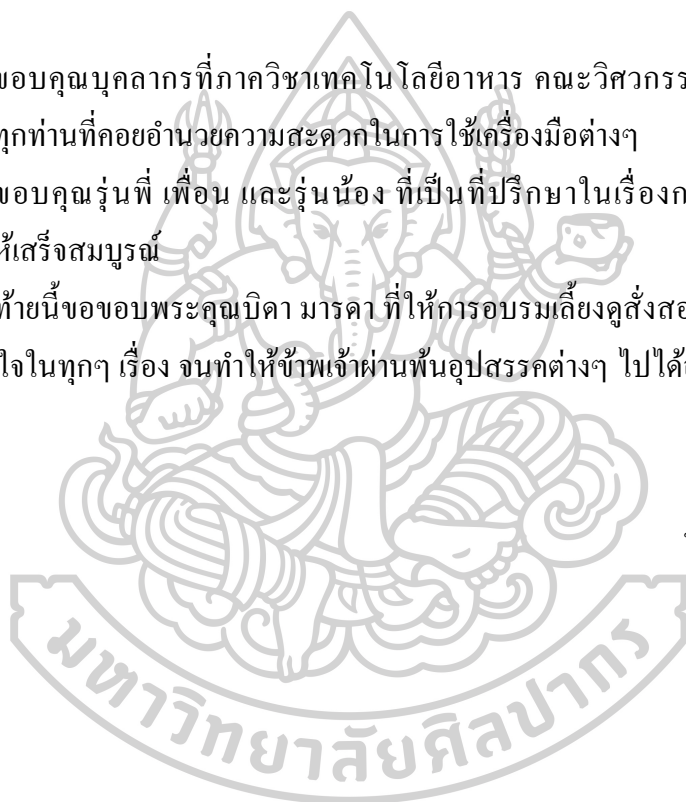 ขอบคุณบุคลากรที่ภาควิชาเทคโนโลยีอาหาร คณะวิศวกรร
ทุกท่านที่คอยอำนวยความสะดวกในการใช้เครื่องมือต่างๆ
ขอบคุณรุ่นพี่ เพื่อน และรุ่นน้อง ที่เป็นที่ปรึกษาในเรื่องก
ห้เสร็จสมบูรณ์
ท้ายนี้ขอขอบพระคุณบิดา มารดา ที่ให้การอบรมเลี้ยงดูสั่งส
ใจในทุกๆ เรื่อง จนทำให้ข้าพเจ้าผ่านพ้นอุปสรรคต่างๆ ไปได้
มหาวิทยาลัยศิลปากร